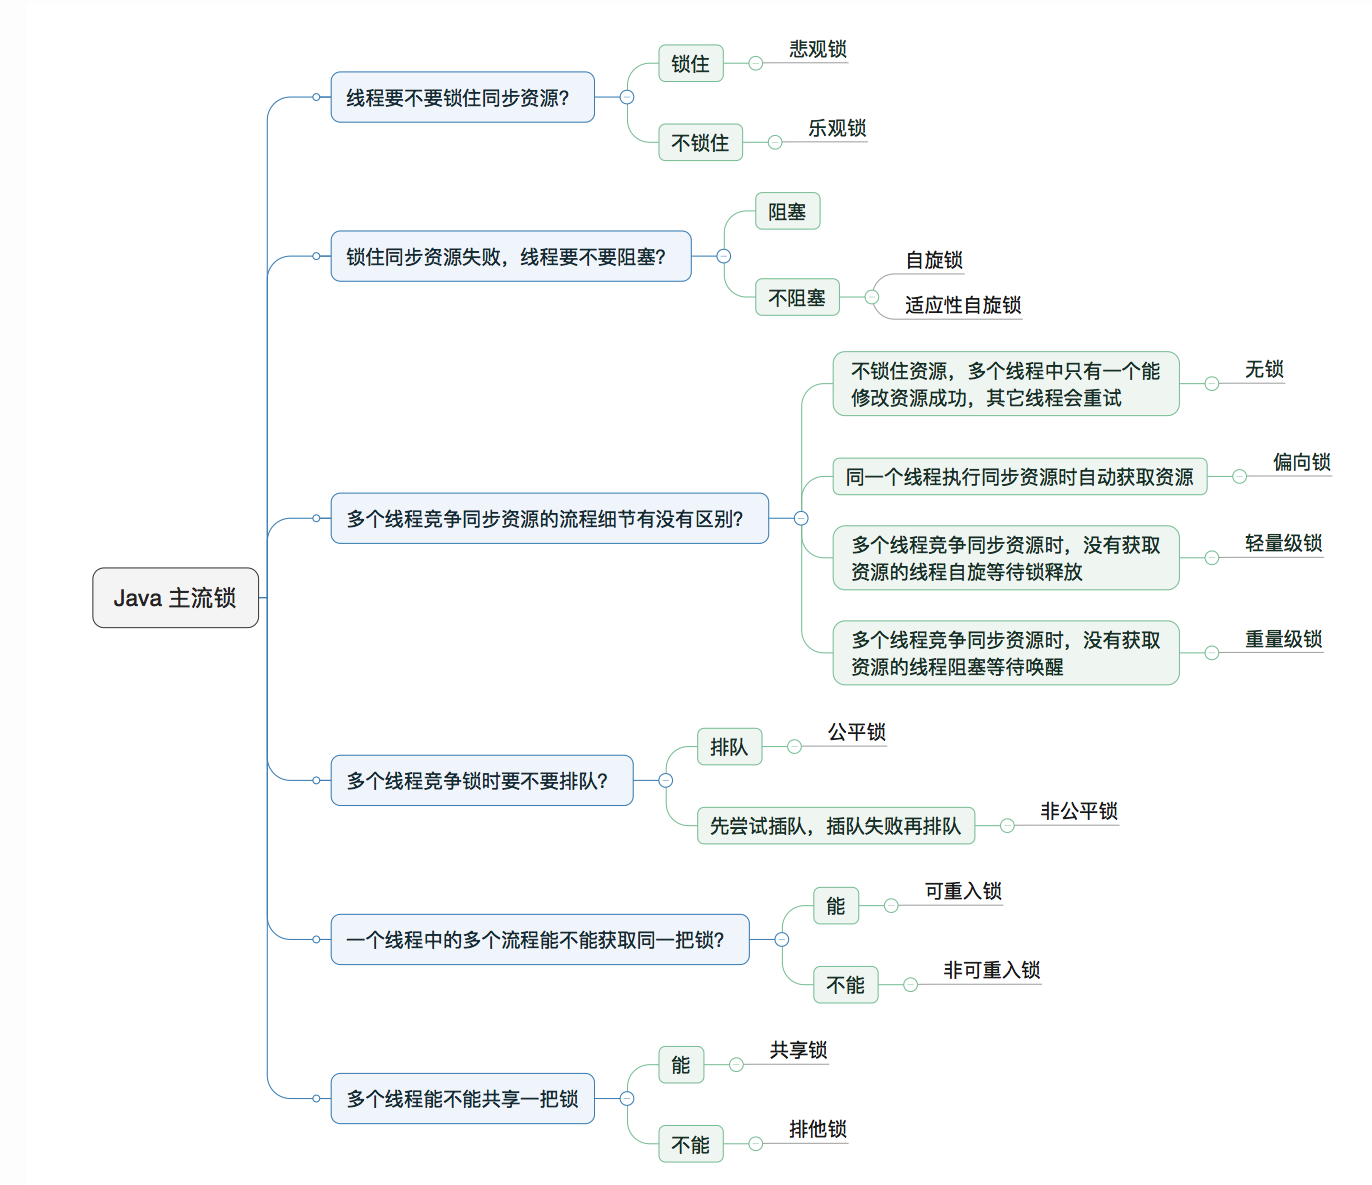 Java 主流锁
线程要不要锁住同步资源？
锁住
悲观锁
不锁住
乐观锁
锁住同步资源失败，线程要不要阻塞？
阻塞
不阻塞
自旋锁
适应性自旋锁
多个线程竞争同步资源的流程细节有没有区别？
不锁住资源，多个线程中只有一个能
修改资源成功，其它线程会重试
无锁
同一个线程执行同步资源时自动获取资源
偏向锁
多个线程竞争同步资源时，没有获取
资源的线程自旋等待锁释放
轻量级锁
多个线程竞争同步资源时，没有获取
资源的线程阻塞等待唤醒
重量级锁
多个线程竞争锁时要不要排队？
排队
公平锁
先尝试插队，插队失败再排队
非公平锁
一个线程中的多个流程能不能获取同一把锁？
能
可重入锁
不能
非可重入锁
多个线程能不能共享一把锁
能
共享锁
不能
排他锁